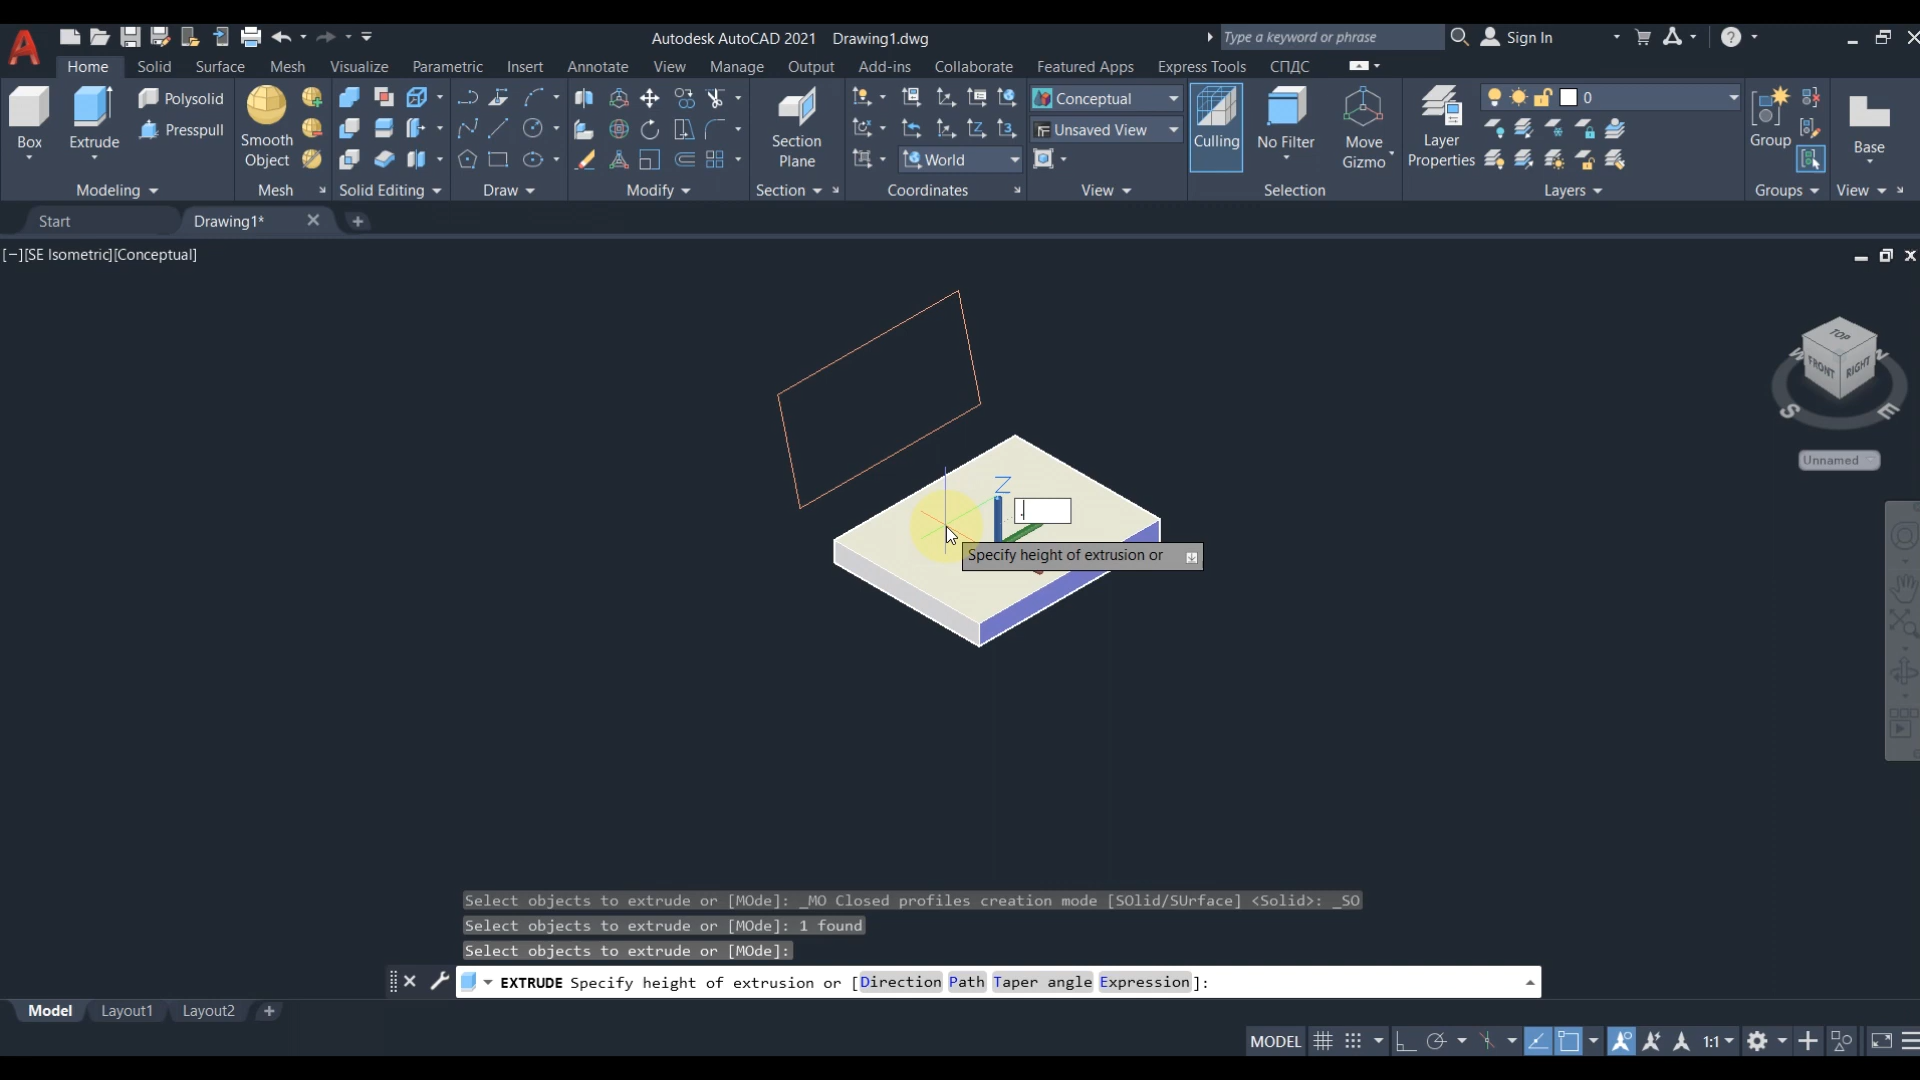 Autodesk AutoCAD 2021 Drawing1.dwg
Type a keyword or phrase
Sign In
Home Solid Surface Mesh Visualize Parametric Insert Annotate View Manage Output Add-ins Collaborate Featured Apps Express Tools СПДС
Box
Extrude
Polysolid
Presspull
Modeling
Smooth
Object
Mesh
Solid Editing
Draw
Modify
Section
Plane
Section
World
Coordinates
Conceptual
Unsaved View
View
Culling
No Filter
Move
Gizmo
Selection
Layer
Properties
0
Layers
Group
Groups
Base
View
Start
Drawing1*
[−][SE Isometric][Conceptual]
TOP
FRONT
RIGHT
W
N
S
E
Unnamed
Z
.
Specify height of extrusion or
Select objects to extrude or [MOde]: _MO Closed profiles creation mode [SOlid/SUrface] <Solid>: _SO
Select objects to extrude or [MOde]: 1 found
Select objects to extrude or [MOde]:
EXTRUDE Specify height of extrusion or [Direction Path Taper angle Expression]:
Model Layout1 Layout2
MODEL
1:1